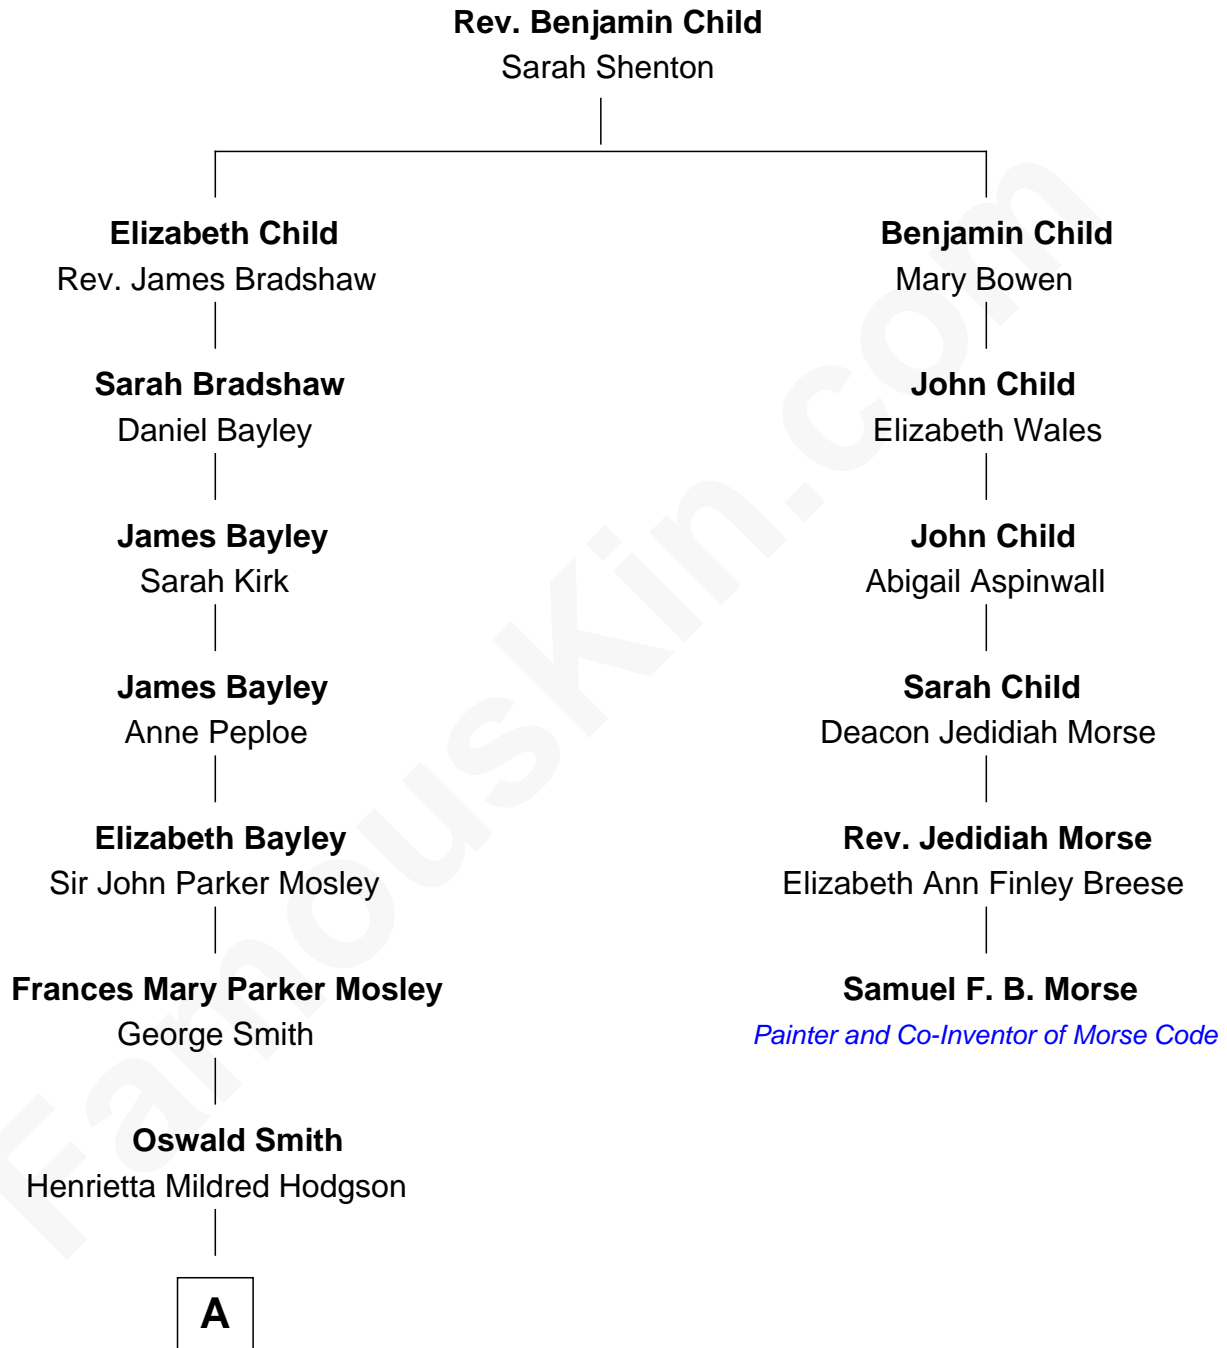 Rev. Benjamin Child
Sarah Shenton
Elizabeth Child
Rev. James Bradshaw
Benjamin Child
Mary Bowen
Sarah Bradshaw
Daniel Bayley
John Child
Elizabeth Wales
James Bayley
Sarah Kirk
John Child
Abigail Aspinwall
James Bayley
Anne Peploe
Sarah Child
Deacon Jedidiah Morse
Elizabeth Bayley
Sir John Parker Mosley
Rev. Jedidiah Morse
Elizabeth Ann Finley Breese
Frances Mary Parker Mosley
George Smith
Samuel F. B. Morse
Painter and Co-Inventor of Morse Code
Oswald Smith
Henrietta Mildred Hodgson
A
FamousKin.com